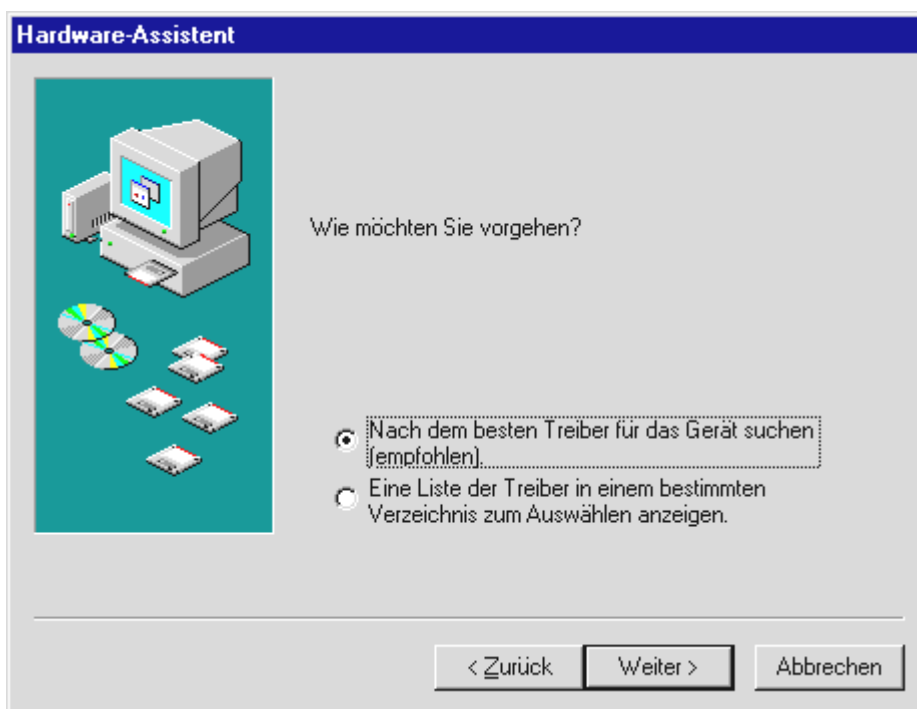 Hardware-Assistent
Wie möchten Sie vorgehen?
Nach dem besten Treiber für das Gerät suchen
(empfohlen).
Eine Liste der Treiber in einem bestimmten
Verzeichnis zum Auswählen anzeigen.
< Zurück
Weiter >
Abbrechen